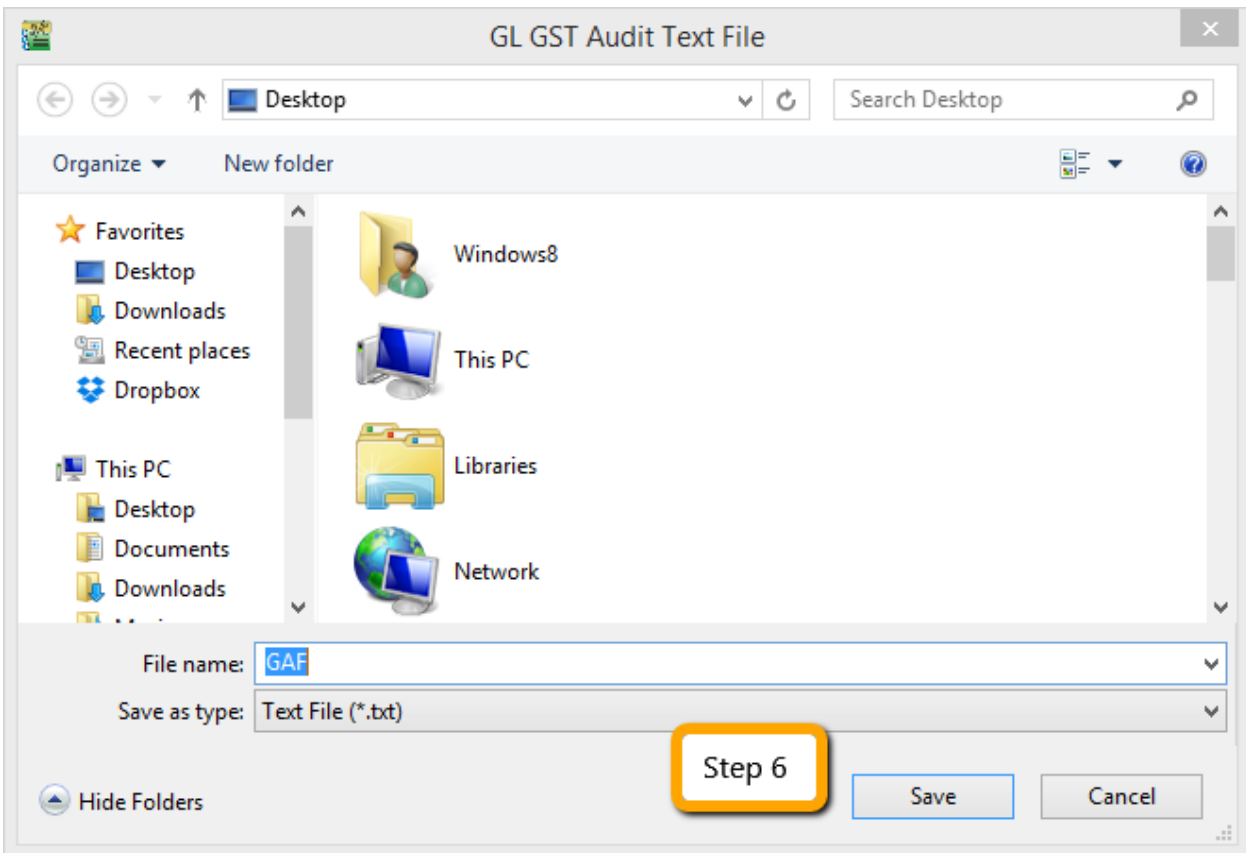 GL GST Audit Text File
Desktop
Search Desktop
Organize
New folder
Favorites
Desktop
Downloads
Recent places
Dropbox
This PC
Desktop
Documents
Downloads
Windows8
This PC
Libraries
Network
File name: GAF
Save as type: Text File (*.txt)
Step 6
Hide Folders
Save
Cancel